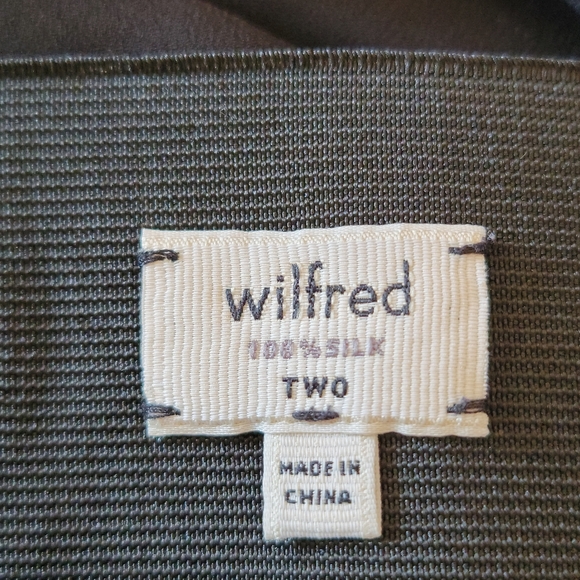 wilfred
100% SILK
TWO
MADE IN
CHINA